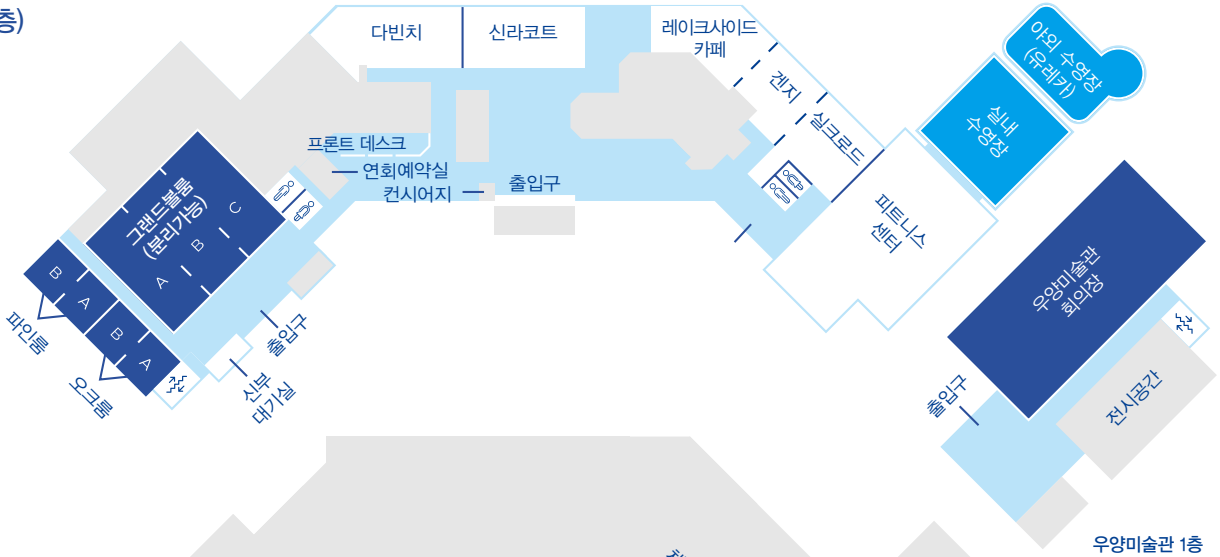 층)
다빈치
신라코트
레이크사이드
카페
겐지
실크로드
야외 수영장
(유레카)
실내
수영장
프론트 데스크
연회예약실
컨시어지
출입구
그랜드볼룸
(분리가능)
A
B
C
피트니스
센터
우양미술관
회의장
B
A
B
A
파인룸
오크룸
출입구
신부
대기실
출입구
전시공간
우양미술관 1층